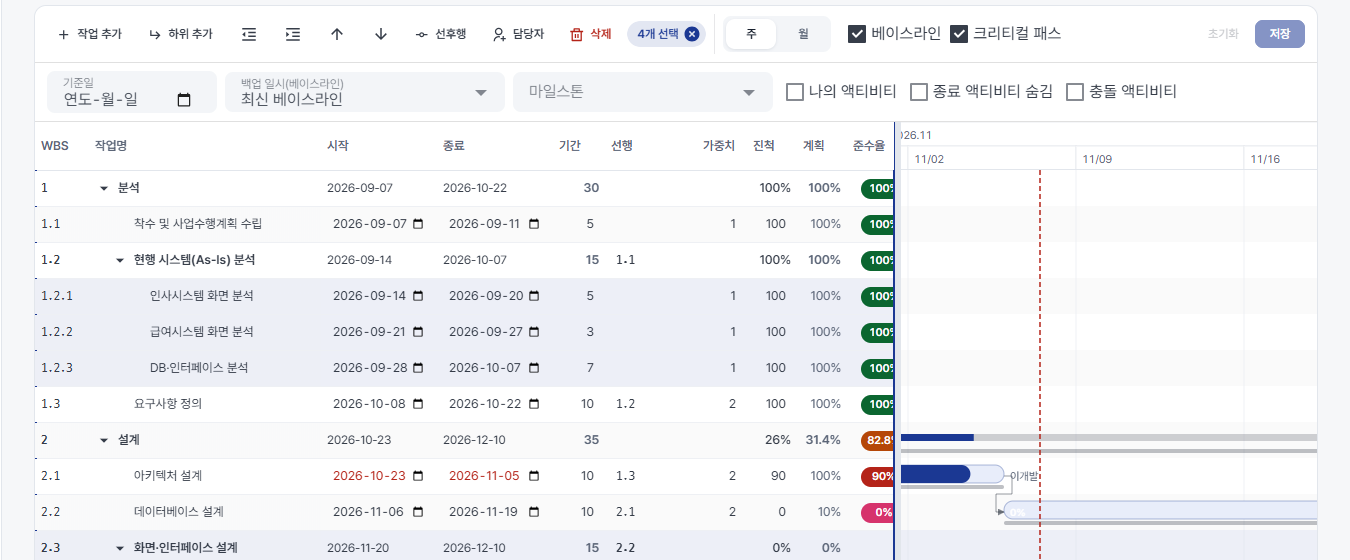 작업 추가 하위 추가 선후행 담당자 삭제 4개 선택 주 월 베이스라인 크리티컬 패스 초기화 저장
기준일 백업 일시(베이스라인)
연도-월-일 최신 베이스라인 마일스톤 나의 액티비티 종료 액티비티 숨김 충돌 액티비티
026.11
WBS 작업명 시작 종료 기간 선행 가중치 진척 계획 준수율 11/02 11/09 11/16
1 분석 2026-09-07 2026-10-22 30 100% 100% 100%
1.1 착수 및 사업수행계획 수립 2026-09-07 2026-09-11 5 1 100 100% 100%
1.2 현행 시스템(As-Is) 분석 2026-09-14 2026-10-07 15 1.1 100% 100% 100%
1.2.1 인사시스템 화면 분석 2026-09-14 2026-09-20 5 1 100 100% 100%
1.2.2 급여시스템 화면 분석 2026-09-21 2026-09-27 3 1 100 100% 100%
1.2.3 DB·인터페이스 분석 2026-09-28 2026-10-07 7 1 100 100% 100%
1.3 요구사항 정의 2026-10-08 2026-10-22 10 1.2 2 100 100% 100%
2 설계 2026-10-23 2026-12-10 35 26% 31.4% 82.8%
2.1 아키텍처 설계 2026-10-23 2026-11-05 10 1.3 2 90 100% 90% 이개발
2.2 데이터베이스 설계 2026-11-06 2026-11-19 10 2.1 2 0 10% 0% 0%
2.3 화면·인터페이스 설계 2026-11-20 2026-12-10 15 2.2 0% 0%